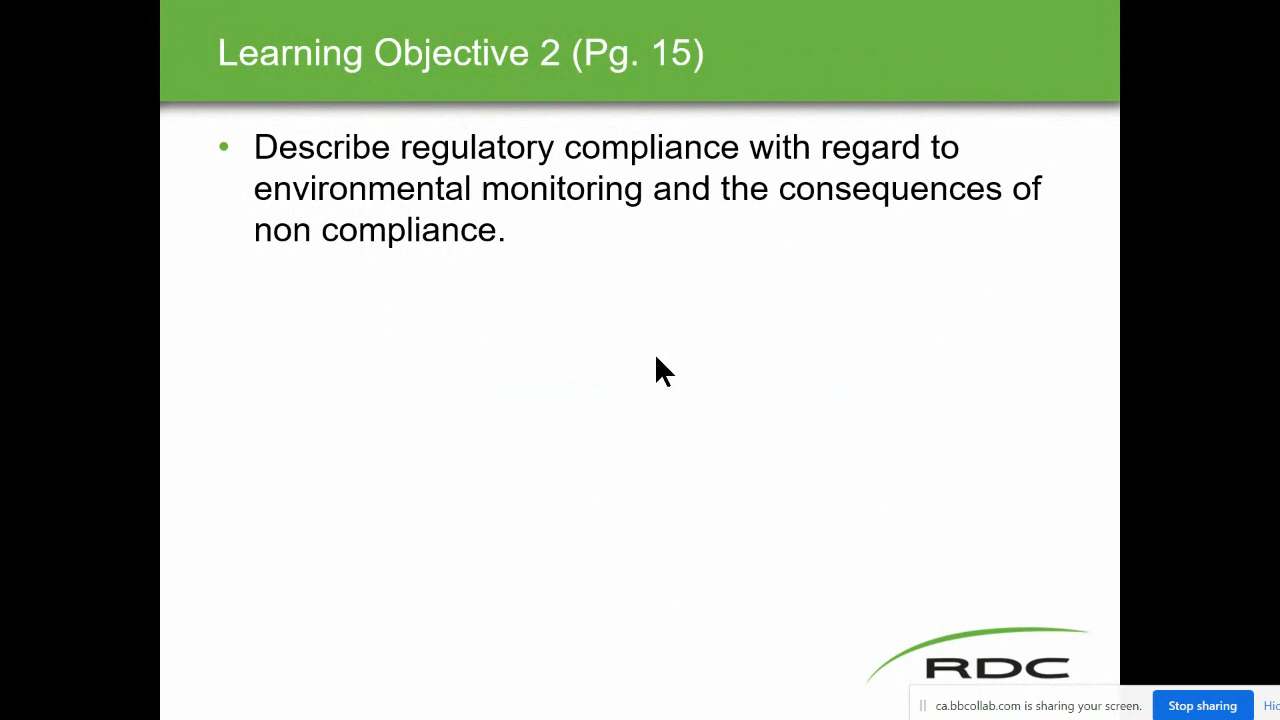 Learning Objective 2 (Pg. 15)
• Describe regulatory compliance with regard to
environmental monitoring and the consequences of
non compliance.
RDC
ca.bbcollab.com is sharing your screen.
Stop sharing
Hic